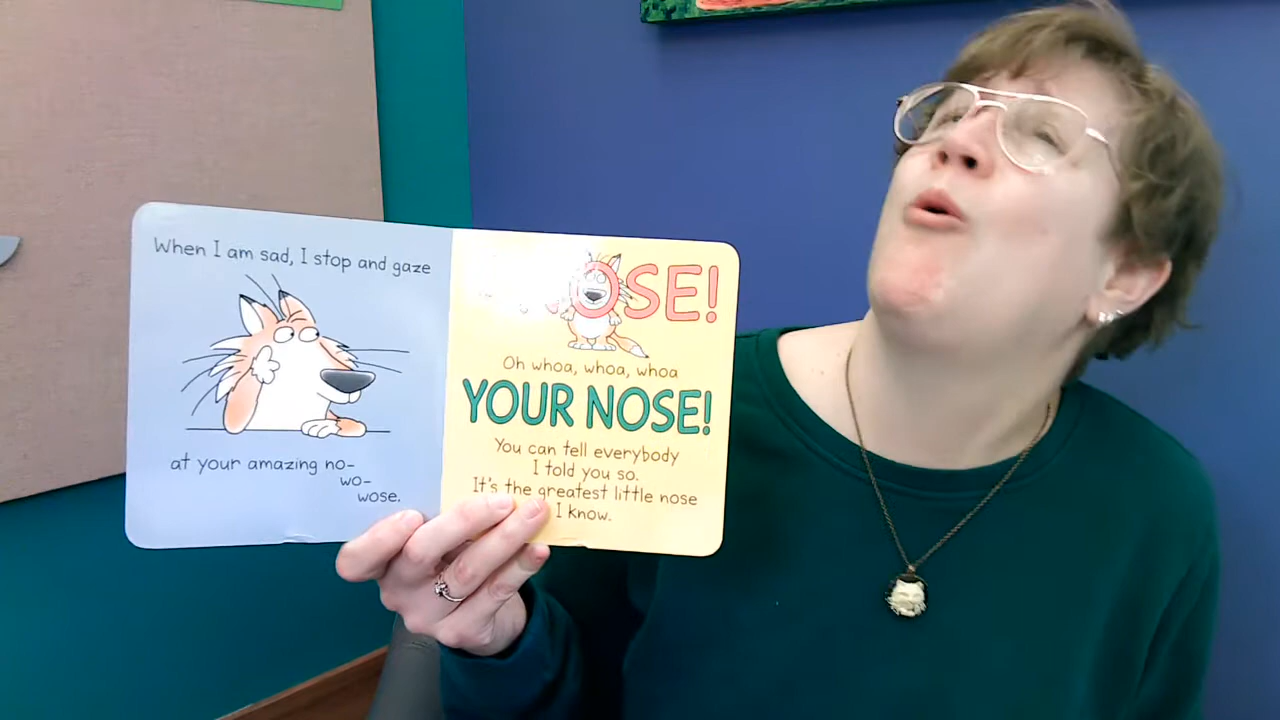 When I am sad, I stop and gaze
at your amazing no-
wo-
wose.
NOSE!
Oh whoa, whoa, whoa
YOUR NOSE!
You can tell everybody
I told you so.
It's the greatest little nose
I know.